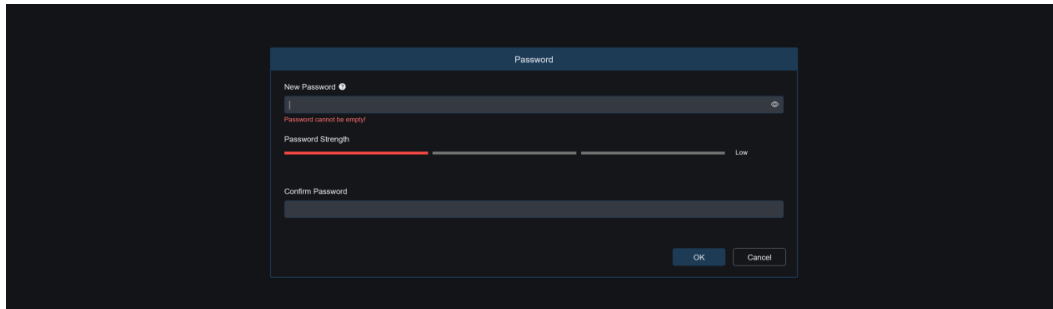 Password
New Password
Password cannot be empty!
Password Strength
Low
Confirm Password
OK
Cancel